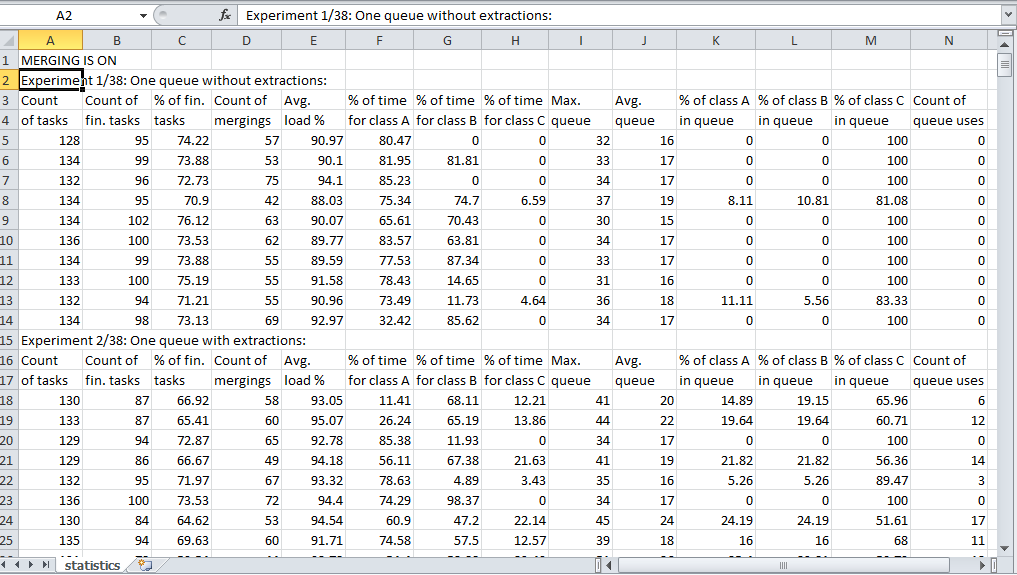 A2 fx Experiment 1/38: One queue without extractions:
A B C D E F G H I J K L M N
1 MERGING IS ON
2 Experiment 1/38: One queue without extractions:
3 Count Count of % of fin. Count of Avg. % of time % of time % of time Max. Avg. % of class A % of class B % of class C Count of
4 of tasks fin. tasks tasks mergings load % for class A for class B for class C queue queue in queue in queue in queue queue uses
5 128 95 74.22 57 90.97 80.47 0 0 32 16 0 0 100 0
6 134 99 73.88 53 90.1 81.95 81.81 0 33 17 0 0 100 0
7 132 96 72.73 75 94.1 85.23 0 0 34 17 0 0 100 0
8 134 95 70.9 42 88.03 75.34 74.7 6.59 37 19 8.11 10.81 81.08 0
9 134 102 76.12 63 90.07 65.61 70.43 0 30 15 0 0 100 0
10 136 100 73.53 62 89.77 83.57 63.81 0 34 17 0 0 100 0
11 134 99 73.88 55 89.59 77.53 87.34 0 33 17 0 0 100 0
12 133 100 75.19 55 91.58 78.43 14.65 0 31 16 0 0 100 0
13 132 94 71.21 55 90.96 73.49 11.73 4.64 36 18 11.11 5.56 83.33 0
14 134 98 73.13 69 92.97 32.42 85.62 0 34 17 0 0 100 0
15 Experiment 2/38: One queue with extractions:
16 Count Count of % of fin. Count of Avg. % of time % of time % of time Max. Avg. % of class A % of class B % of class C Count of
17 of tasks fin. tasks tasks mergings load % for class A for class B for class C queue queue in queue in queue in queue queue uses
18 130 87 66.92 58 93.05 11.41 68.11 12.21 41 20 14.89 19.15 65.96 6
19 133 87 65.41 60 95.07 26.24 65.19 13.86 44 22 19.64 19.64 60.71 12
20 129 94 72.87 65 92.78 85.38 11.93 0 34 17 0 0 100 0
21 129 86 66.67 49 94.18 56.11 67.38 21.63 41 19 21.82 21.82 56.36 14
22 132 95 71.97 67 93.32 78.63 4.89 3.43 35 16 5.26 5.26 89.47 3
23 136 100 73.53 72 94.4 74.29 98.37 0 34 17 0 0 100 0
24 130 84 64.62 53 94.54 60.9 47.2 22.14 45 24 24.19 24.19 51.61 17
25 135 94 69.63 60 91.71 74.58 57.5 12.57 39 18 16 16 68 11
statistics